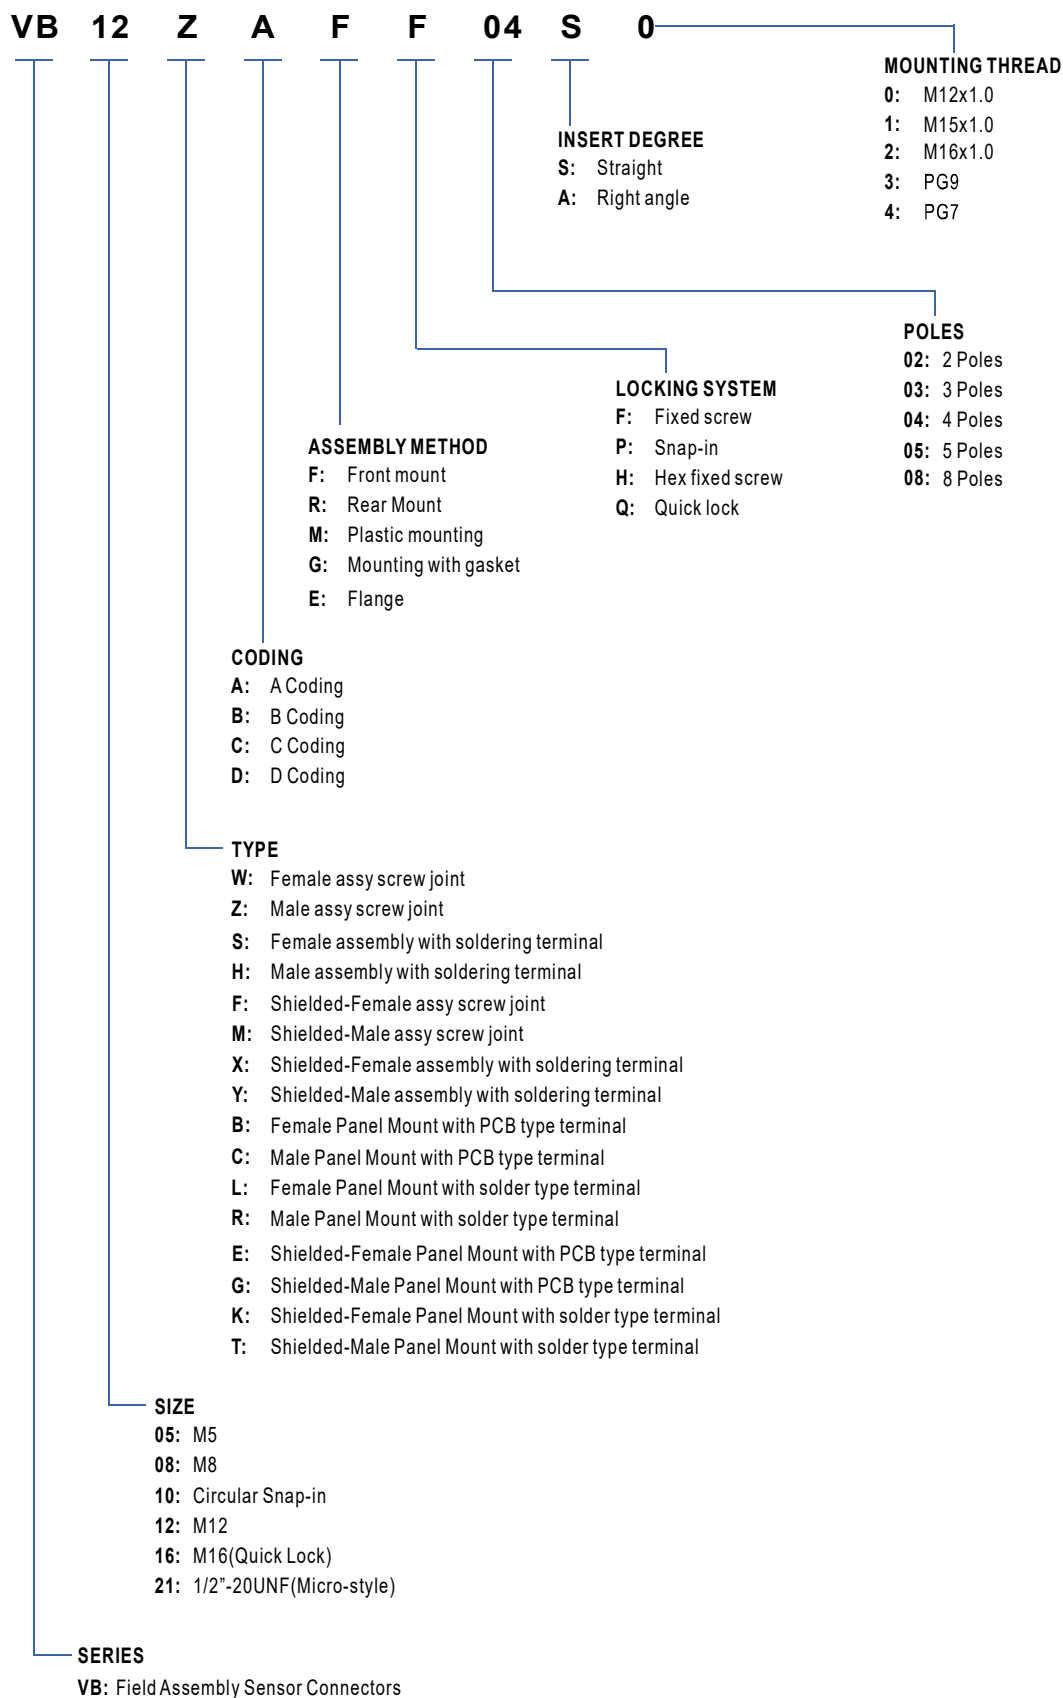 VB 12 Z A F F 04 S 0
MOUNTING THREAD
0: M12x1.0
1: M15x1.0
2: M16x1.0
3: PG9
4: PG7
INSERT DEGREE
S: Straight
A: Right angle
POLES
02: 2 Poles
03: 3 Poles
04: 4 Poles
05: 5 Poles
08: 8 Poles
LOCKING SYSTEM
F: Fixed screw
P: Snap-in
H: Hex fixed screw
Q: Quick lock
ASSEMBLY METHOD
F: Front mount
R: Rear Mount
M: Plastic mounting
G: Mounting with gasket
E: Flange
CODING
A: A Coding
B: B Coding
C: C Coding
D: D Coding
TYPE
W: Female assy screw joint
Z: Male assy screw joint
S: Female assembly with soldering terminal
H: Male assembly with soldering terminal
F: Shielded-Female assy screw joint
M: Shielded-Male assy screw joint
X: Shielded-Female assembly with soldering terminal
Y: Shielded-Male assembly with soldering terminal
B: Female Panel Mount with PCB type terminal
C: Male Panel Mount with PCB type terminal
L: Female Panel Mount with solder type terminal
R: Male Panel Mount with solder type terminal
E: Shielded-Female Panel Mount with PCB type terminal
G: Shielded-Male Panel Mount with PCB type terminal
K: Shielded-Female Panel Mount with solder type terminal
T: Shielded-Male Panel Mount with solder type terminal
SIZE
05: M5
08: M8
10: Circular Snap-in
12: M12
16: M16(Quick Lock)
21: 1/2”-20UNF(Micro-style)
SERIES
VB: Field Assembly Sensor Connectors